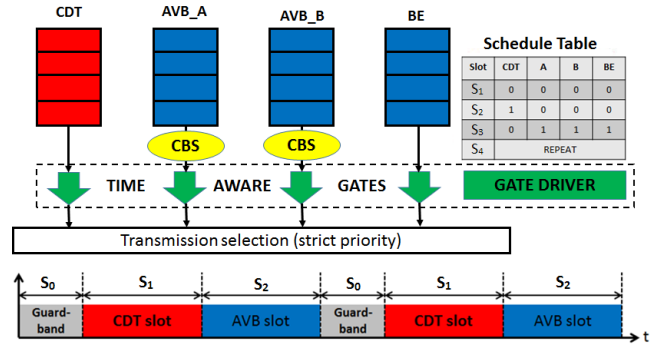 CDT AVB_A AVB_B BE
Schedule Table
Slot CDT A B BE
S1 0 0 0 0
S2 1 0 0 0
S3 0 1 1 1
S4 REPEAT
CBS CBS
TIME AWARE GATES GATE DRIVER
Transmission selection (strict priority)
S0 S1 S2 S0 S1 S2
Guard- CDT slot AVB slot Guard- CDT slot AVB slot
band band
t